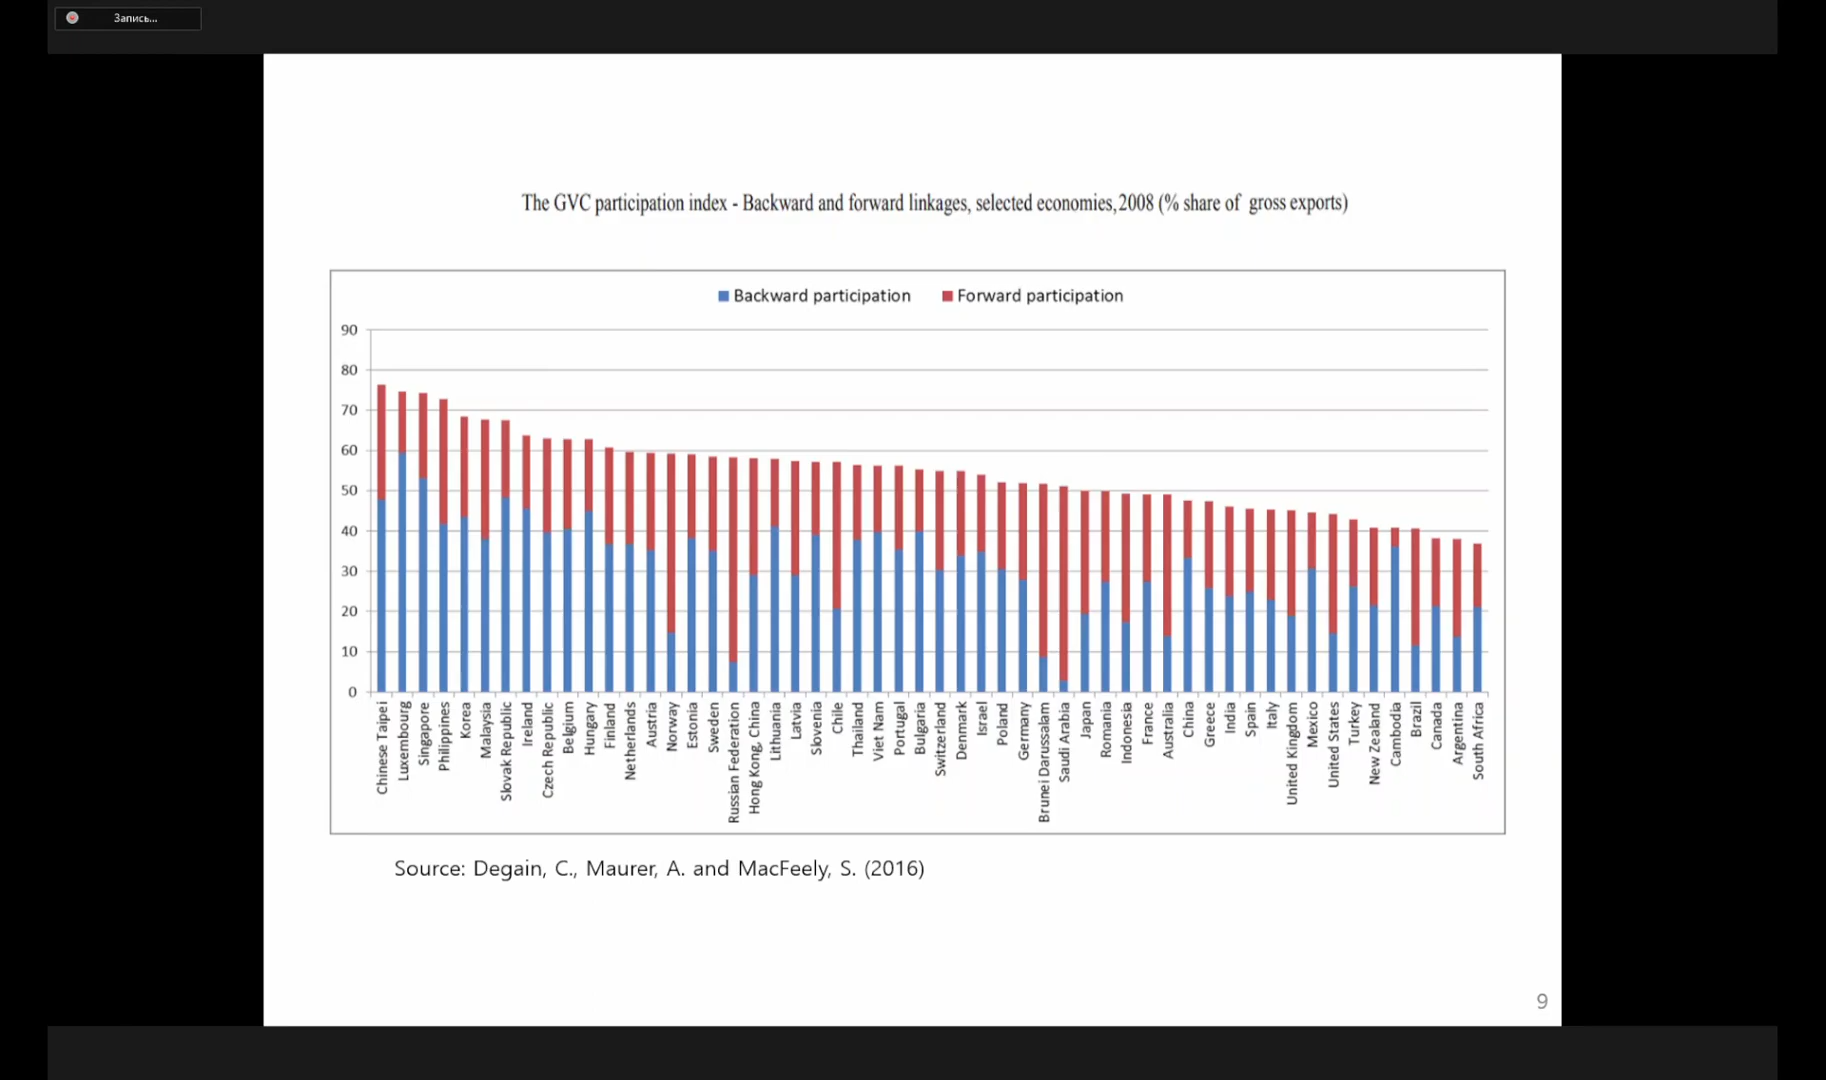 Запись...
The GVC participation index - Backward and forward linkages, selected economies, 2008 (% share of gross exports)
Backward participation
Forward participation
90
80
70
60
50
40
30
20
10
0
Chinese Taipei
Luxembourg
Singapore
Philippines
Korea
Malaysia
Slovak Republic
Ireland
Czech Republic
Belgium
Hungary
Finland
Netherlands
Austria
Norway
Estonia
Sweden
Russian Federation
Hong Kong, China
Lithuania
Latvia
Slovenia
Chile
Thailand
Viet Nam
Portugal
Bulgaria
Switzerland
Denmark
Israel
Poland
Germany
Brunei Darussalam
Saudi Arabia
Japan
Romania
Indonesia
France
Australia
China
Greece
India
Spain
Italy
United Kingdom
Mexico
United States
Turkey
New Zealand
Cambodia
Brazil
Canada
Argentina
South Africa
Source: Degain, C., Maurer, A. and MacFeely, S. (2016)
9